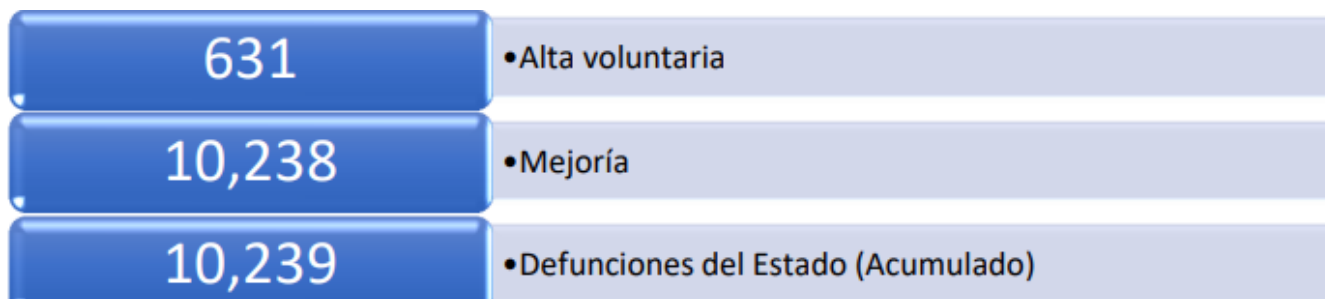 631
•Alta voluntaria
10,238
•Mejoría
10,239
•Defunciones del Estado (Acumulado)